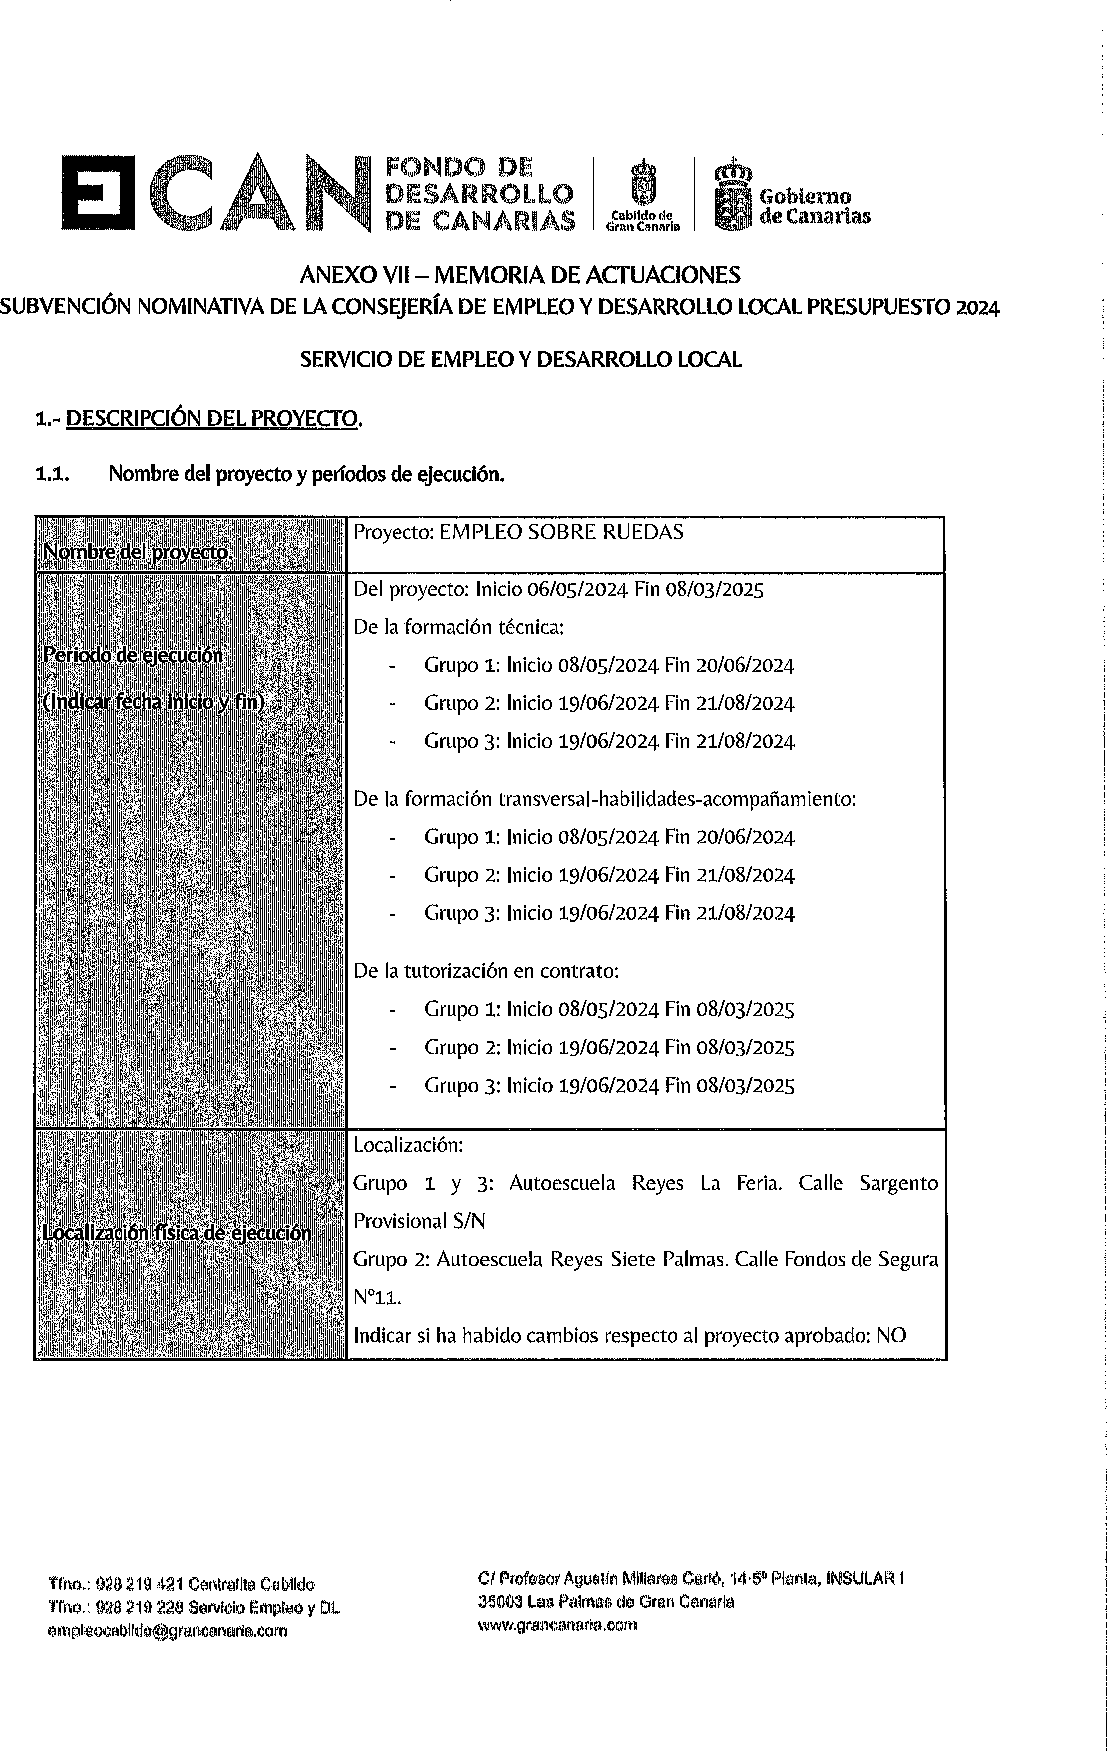 ECAN
FONDO DE
DESARROLLO
DE CANARIAS
Cabildo de
Gran Canaria
Gobierno
de Canarias
ANEXO VII – MEMORIA DE ACTUACIONES
SUBVENCIÓN NOMINATIVA DE LA CONSEJERÍA DE EMPLEO Y DESARROLLO LOCAL PRESUPUESTO 2024
SERVICIO DE EMPLEO Y DESARROLLO LOCAL
1.- DESCRIPCIÓN DEL PROYECTO.
1.1. Nombre del proyecto y períodos de ejecución.
Nombre del proyecto.
Proyecto: EMPLEO SOBRE RUEDAS
Periodo de ejecución
(Indicar fecha inicio y fin)
Del proyecto: Inicio 06/05/2024 Fin 08/03/2025
De la formación técnica:
- Grupo 1: Inicio 08/05/2024 Fin 20/06/2024
- Grupo 2: Inicio 19/06/2024 Fin 21/08/2024
- Grupo 3: Inicio 19/06/2024 Fin 21/08/2024
De la formación transversal-habilidades-acompañamiento:
- Grupo 1: Inicio 08/05/2024 Fin 20/06/2024
- Grupo 2: Inicio 19/06/2024 Fin 21/08/2024
- Grupo 3: Inicio 19/06/2024 Fin 21/08/2024
De la tutorización en contrato:
- Grupo 1: Inicio 08/05/2024 Fin 08/03/2025
- Grupo 2: Inicio 19/06/2024 Fin 08/03/2025
- Grupo 3: Inicio 19/06/2024 Fin 08/03/2025
Localización física de ejecución
Localización:
Grupo 1 y 3: Autoescuela Reyes La Feria. Calle Sargento
Provisional S/N
Grupo 2: Autoescuela Reyes Siete Palmas. Calle Fondos de Segura
Nº11.
Indicar si ha habido cambios respecto al proyecto aprobado: NO
Tfno.: 928 219 421 Centralita Cabildo
Tfno.: 928 219 229 Servicio Empleo y DL
empleocabildo@grancanaria.com
C/ Profesor Agustín Millares Carló, 14-5ª Planta, INSULAR I
35003 Las Palmas de Gran Canaria
www.grancanaria.com